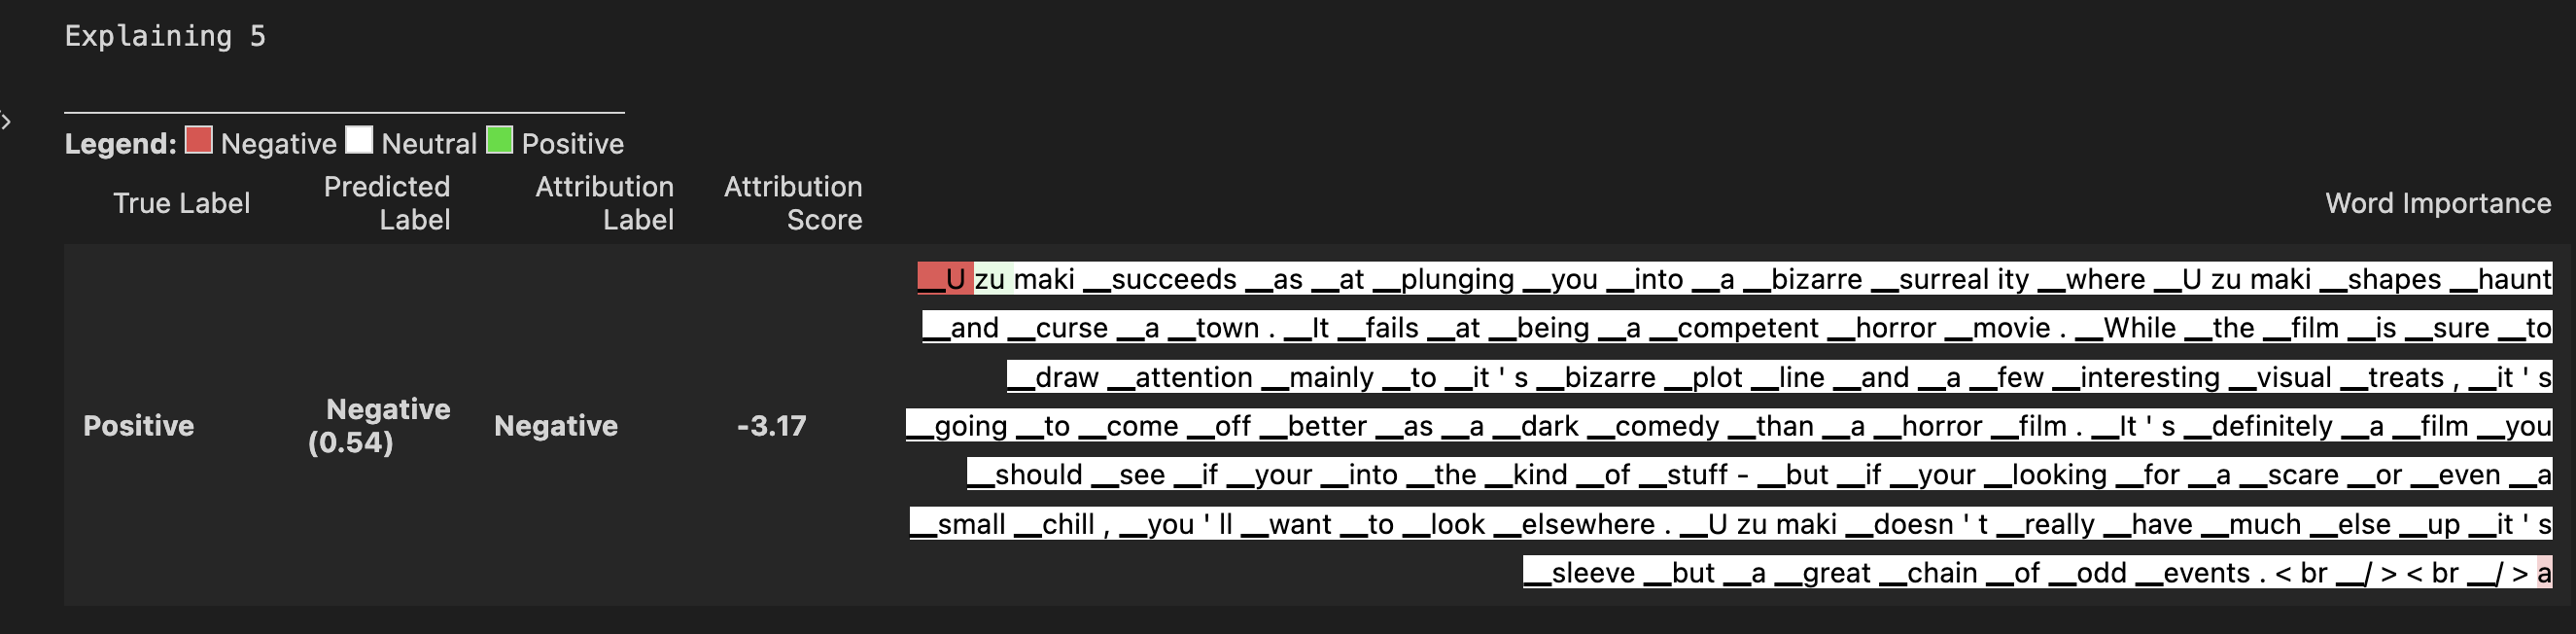 Explaining 5
Legend: Negative Neutral Positive
True Label Predicted Label Attribution Label Attribution Score Word Importance
Positive Negative (0.54) Negative -3.17
__U zu maki __succeeds __as __at __plunging __you __into __a __bizarre __surreal ity __where __U zu maki __shapes __haunt
__and __curse __a __town . __It __fails __at __being __a __competent __horror __movie . __While __the __film __is __sure __to
__draw __attention __mainly __to __it ' s __bizarre __plot __line __and __a __few __interesting __visual __treats , __it ' s
__going __to __come __off __better __as __a __dark __comedy __than __a __horror __film . __It ' s __definitely __a __film __you
__should __see __if __your __into __the __kind __of __stuff - __but __if __your __looking __for __a __scare __or __even __a
__small __chill , __you ' ll __want __to __look __elsewhere . __U zu maki __doesn ' t __really __have __much __else __up __it ' s
__sleeve __but __a __great __chain __of __odd __events . < br __/ > < br __/ > a